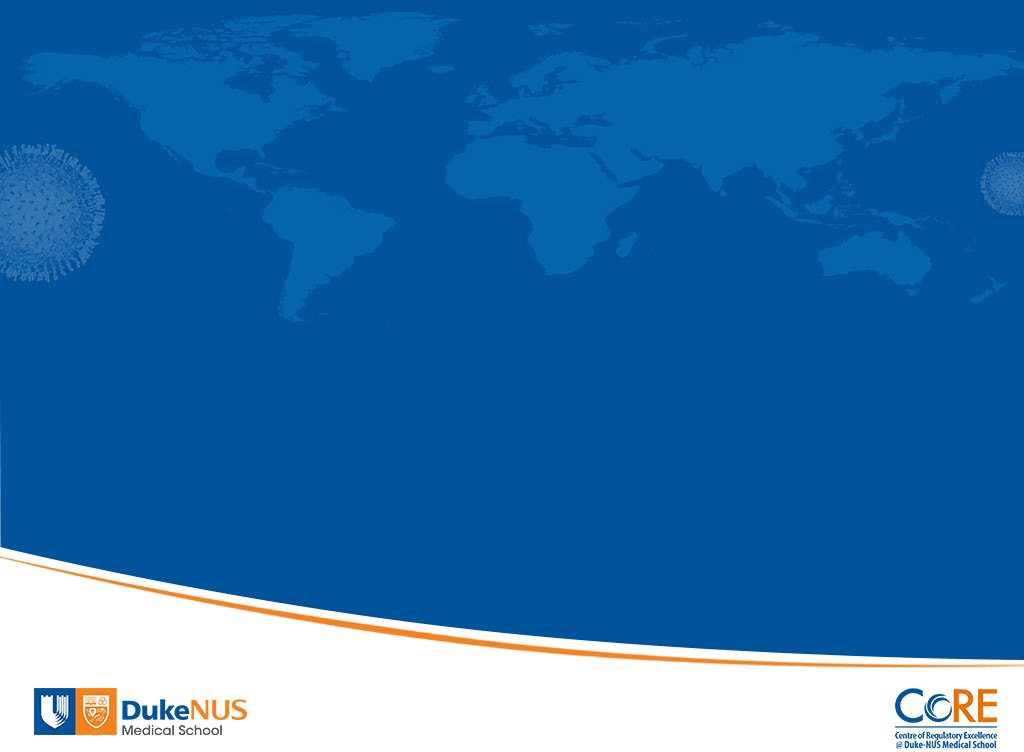 DukeNUS
Medical School
CoRE
Centre of Regulatory Excellence
@ Duke-NUS Medical School